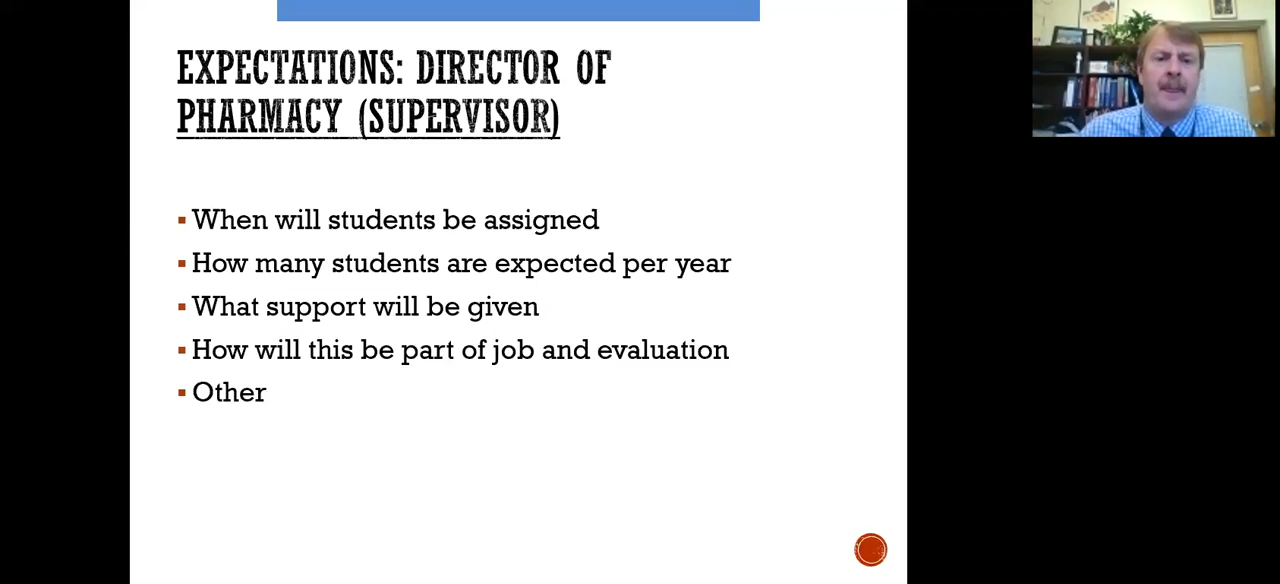 EXPECTATIONS: DIRECTOR OF
PHARMACY (SUPERVISOR)
When will students be assigned
How many students are expected per year
What support will be given
How will this be part of job and evaluation
Other